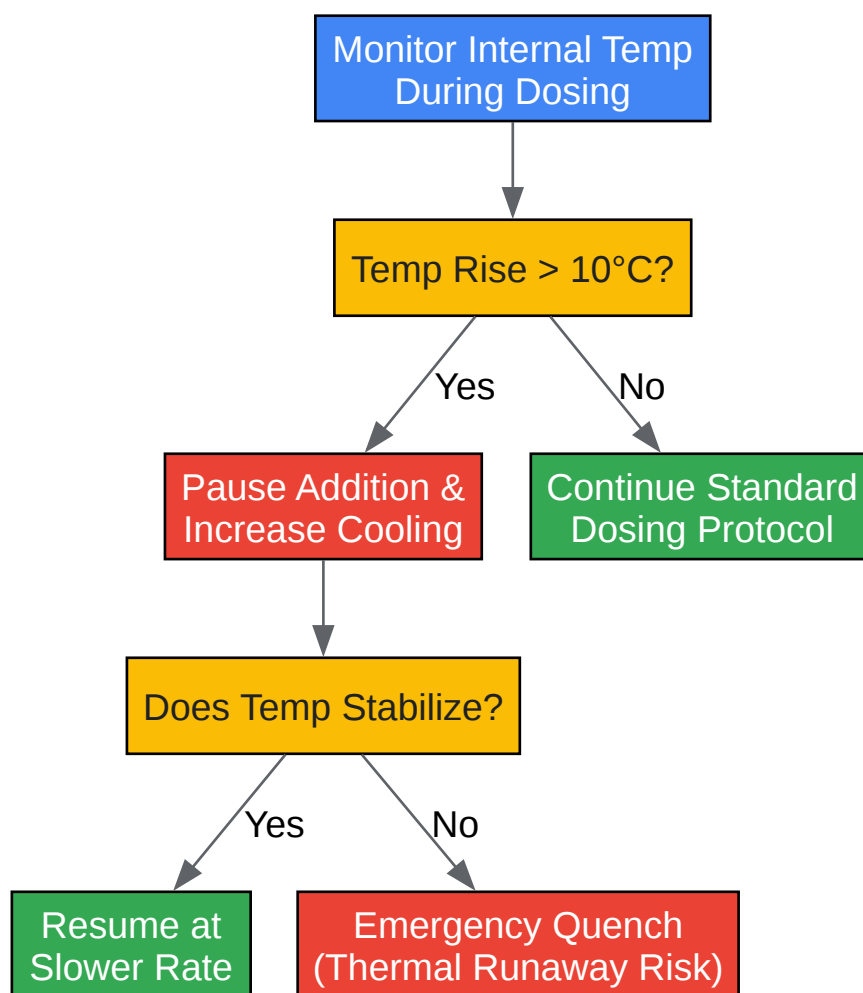 Monitor Internal Temp
During Dosing
Temp Rise > 10°C?
Yes
No
Pause Addition &
Increase Cooling
Continue Standard
Dosing Protocol
Does Temp Stabilize?
Yes
No
Resume at
Slower Rate
Emergency Quench
(Thermal Runaway Risk)